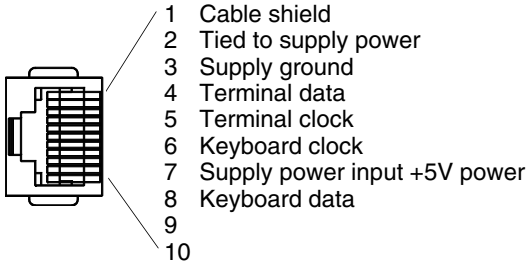 1 Cable shield
2 Tied to supply power
3 Supply ground
4 Terminal data
5 Terminal clock
6 Keyboard clock
7 Supply power input +5V power
8 Keyboard data
9
10